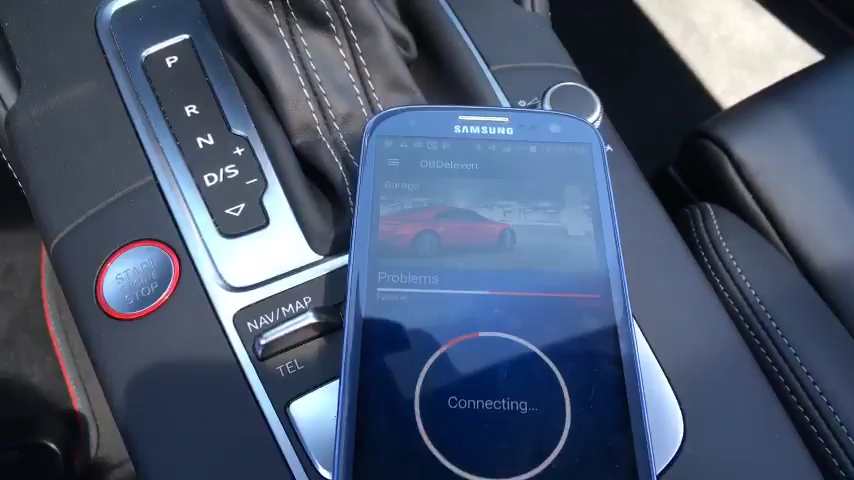 P
R
N
D/S
+
−
START
ENGINE
STOP
NAV/MAP
TEL
SAMSUNG
OBDeleven
Garage
Problems
Connecting...